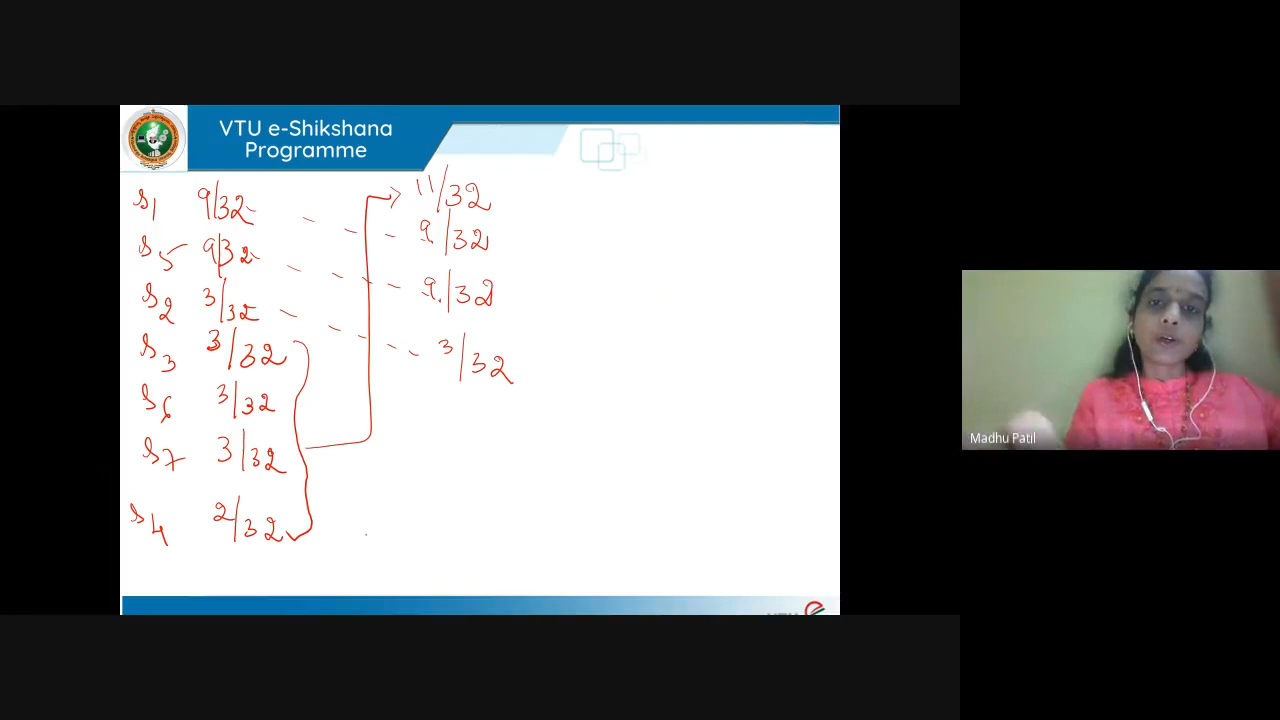 VTU e-Shikshana
Programme
S1 9/32 11/32
S5 9/32 9/32
S2 3/32 9/32
S3 3/32 3/32
S6 3/32
S7 3/32
S4 2/32
Madhu Patil